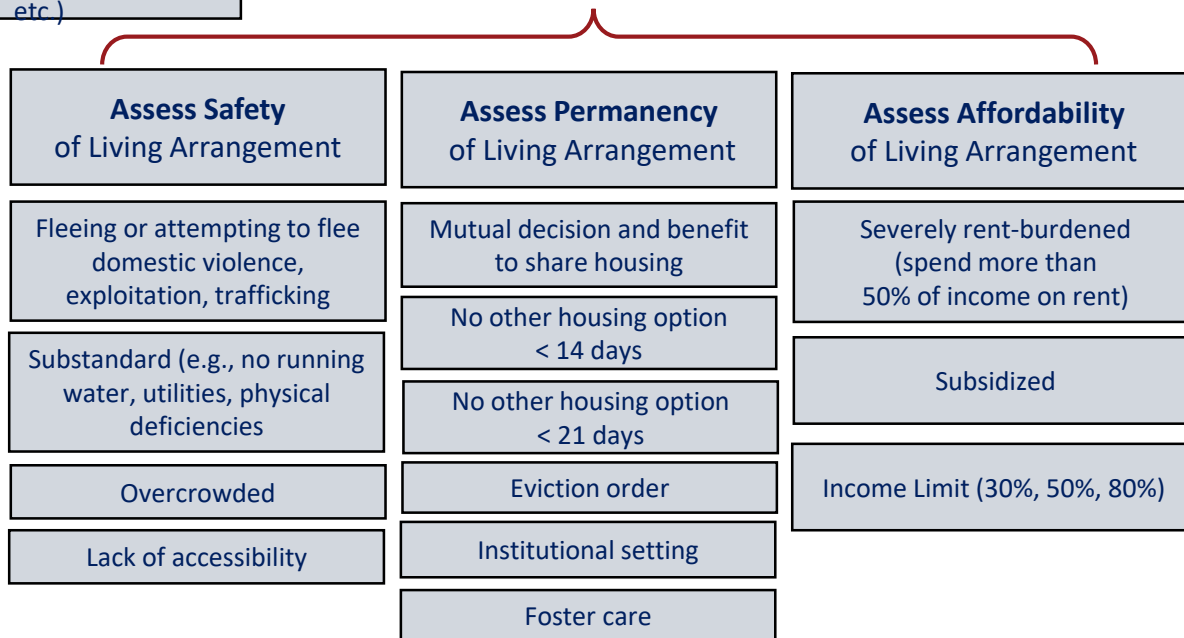 etc.)
Assess Safety
of Living Arrangement
Fleeing or attempting to flee
domestic violence,
exploitation, trafficking
Substandard (e.g., no running
water, utilities, physical
deficiencies
Overcrowded
Lack of accessibility
Assess Permanency
of Living Arrangement
Mutual decision and benefit
to share housing
No other housing option
< 14 days
No other housing option
< 21 days
Eviction order
Institutional setting
Foster care
Assess Affordability
of Living Arrangement
Severely rent-burdened
(spend more than
50% of income on rent)
Subsidized
Income Limit (30%, 50%, 80%)